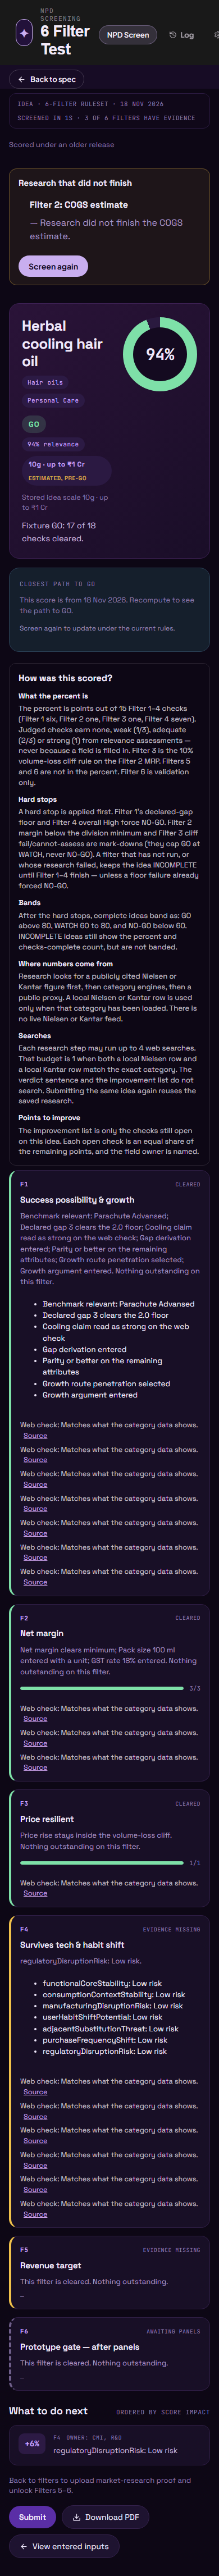 NPD
SCREENING
6 Filter
Test
NPD Screen
Log
Back to spec
IDEA · 6-FILTER RULESET · 18 NOV 2026
SCREENED IN 1S · 3 OF 6 FILTERS HAVE EVIDENCE
Scored under an older release
Research that did not finish
Filter 2: COGS estimate
— Research did not finish the COGS
estimate.
Screen again
Herbal
cooling hair
oil
94%
Hair oils
Personal Care
GO
94% relevance
10g · up to ₹1 Cr
ESTIMATED, PRE-GO
Stored idea scale 10g · up
to ₹1 Cr
Fixture GO: 17 of 18
checks cleared.
CLOSEST PATH TO GO
This score is from 18 Nov 2026. Recompute to see
the path to GO.
Screen again to update under the current rules.
How was this scored?
What the percent is
The percent is points out of 15 Filter 1–4 checks
(Filter 1 six, Filter 2 one, Filter 3 one, Filter 4 seven).
Judged checks earn none, weak (1/3), adequate
(2/3) or strong (1) from relevance assessments —
never because a field is filled in. Filter 3 is the 10%
volume-loss cliff rule on the Filter 2 MRP. Filters 5
and 6 are not in the percent. Filter 6 is validation
only.
Hard stops
A hard stop is applied first. Filter 1's declared-gap
floor and Filter 4 overall High force NO-GO. Filter 2
margin below the division minimum and Filter 3 cliff
fail/cannot-assess are mark-downs (they cap GO at
WATCH, never NO-GO). A filter that has not run, or
whose research failed, keeps the idea INCOMPLETE
until Filter 1–4 finish — unless a floor failure already
forced NO-GO.
Bands
After the hard stops, complete ideas band as: GO
above 80, WATCH 60 to 80, and NO-GO below 60.
INCOMPLETE ideas still show the percent and
checks-complete count, but are not banded.
Where numbers come from
Research looks for a publicly cited Nielsen or
Kantar figure first, then category engines, then a
public proxy. A local Nielsen or Kantar row is used
only when that category has been loaded. There is
no live Nielsen or Kantar feed.
Searches
Each research step may run up to 4 web searches.
That budget is 1 when both a local Nielsen row and
a local Kantar row match the exact category. The
verdict sentence and the improvement list do not
search. Submitting the same idea again reuses the
saved research.
Points to improve
The improvement list is only the checks still open
on this idea. Each open check is an equal share of
the remaining points, and the field owner is named.
F1
CLEARED
Success possibility & growth
Benchmark relevant: Parachute Advansed;
Declared gap 3 clears the 2.0 floor; Cooling claim
read as strong on the web check; Gap derivation
entered; Parity or better on the remaining
attributes; Growth route penetration selected;
Growth argument entered. Nothing outstanding on
this filter.
• Benchmark relevant: Parachute Advansed
• Declared gap 3 clears the 2.0 floor
• Cooling claim read as strong on the web
check
• Gap derivation entered
• Parity or better on the remaining
attributes
• Growth route penetration selected
• Growth argument entered
Web check: Matches what the category data shows.
Source
Web check: Matches what the category data shows.
Source
Web check: Matches what the category data shows.
Source
Web check: Matches what the category data shows.
Source
Web check: Matches what the category data shows.
Source
Web check: Matches what the category data shows.
Source
Web check: Matches what the category data shows.
Source
F2
CLEARED
Net margin
Net margin clears minimum; Pack size 100 ml
entered with a unit; GST rate 18% entered. Nothing
outstanding on this filter.
3/3
Web check: Matches what the category data shows.
Source
Web check: Matches what the category data shows.
Source
Web check: Matches what the category data shows.
Source
F3
CLEARED
Price resilient
Price rise stays inside the volume-loss cliff.
Nothing outstanding on this filter.
1/1
Web check: Matches what the category data shows.
Source
F4
EVIDENCE MISSING
Survives tech & habit shift
regulatoryDisruptionRisk: Low risk.
• functionalCoreStability: Low risk
• consumptionContextStability: Low risk
• manufacturingDisruptionRisk: Low risk
• userHabitShiftPotential: Low risk
• adjacentSubstitutionThreat: Low risk
• purchaseFrequencyShift: Low risk
• regulatoryDisruptionRisk: Low risk
Web check: Matches what the category data shows.
Source
Web check: Matches what the category data shows.
Source
Web check: Matches what the category data shows.
Source
Web check: Matches what the category data shows.
Source
Web check: Matches what the category data shows.
Source
Web check: Matches what the category data shows.
Source
F5
EVIDENCE MISSING
Revenue target
This filter is cleared. Nothing outstanding.
—
F6
AWAITING PANELS
Prototype gate — after panels
This filter is cleared. Nothing outstanding.
—
What to do next
ORDERED BY SCORE IMPACT
+6%
F4 OWNER: CMI, R&D
regulatoryDisruptionRisk: Low risk
Back to filters to upload market-research proof and
unlock Filters 5–6.
Submit
Download PDF
View entered inputs